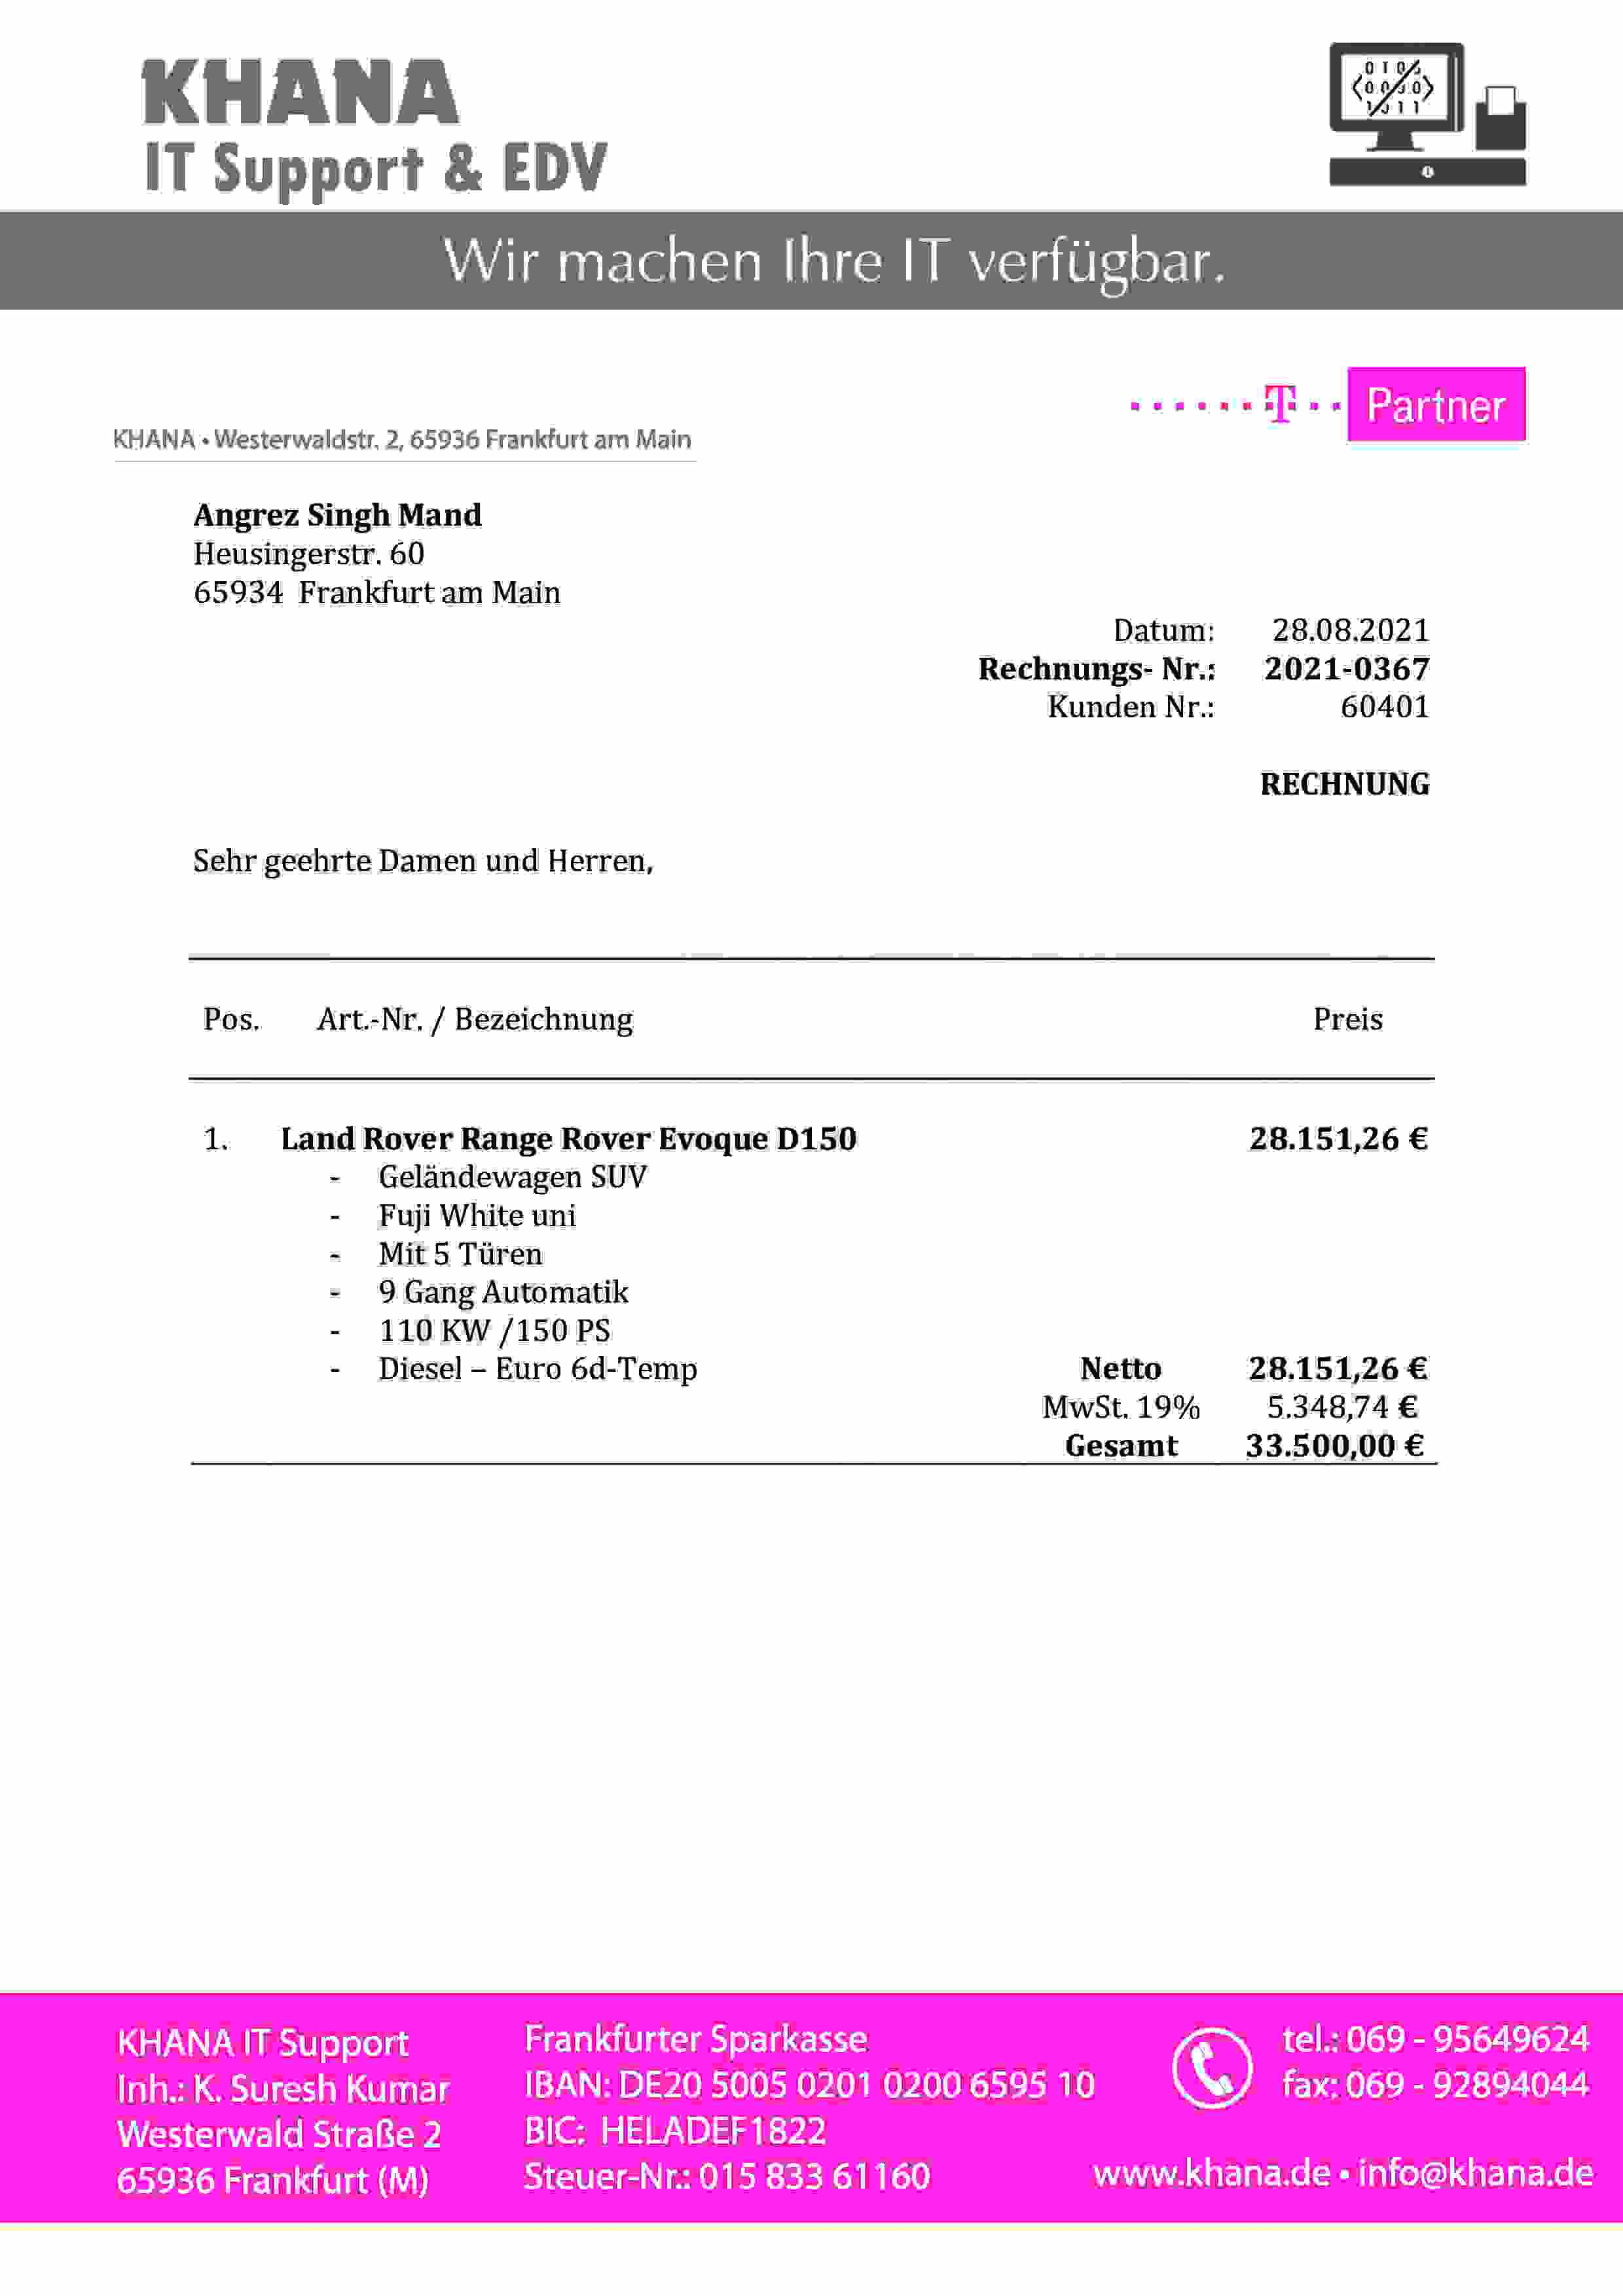 KHANA
IT Support & EDV
Wir machen Ihre IT verfügbar.
T Partner
KHANA • Westerwaldstr. 2, 65936 Frankfurt am Main
Angrez Singh Mand
Heusingerstr. 60
65934 Frankfurt am Main
Datum: 28.08.2021
Rechnungs- Nr.: 2021-0367
Kunden Nr.: 60401
RECHNUNG
Sehr geehrte Damen und Herren,
Pos. Art.-Nr. / Bezeichnung Preis
1. Land Rover Range Rover Evoque D150 28.151,26 €
- Geländewagen SUV
- Fuji White uni
- Mit 5 Türen
- 9 Gang Automatik
- 110 KW /150 PS
- Diesel – Euro 6d-Temp Netto 28.151,26 €
MwSt. 19% 5.348,74 €
Gesamt 33.500,00 €
KHANA IT Support
Inh.: K. Suresh Kumar
Westerwald Straße 2
65936 Frankfurt (M)
Frankfurter Sparkasse
IBAN: DE20 5005 0201 0200 6595 10
BIC: HELADEF1822
Steuer-Nr.: 015 833 61160
tel.: 069 - 95649624
fax: 069 - 92894044
www.khana.de • info@khana.de